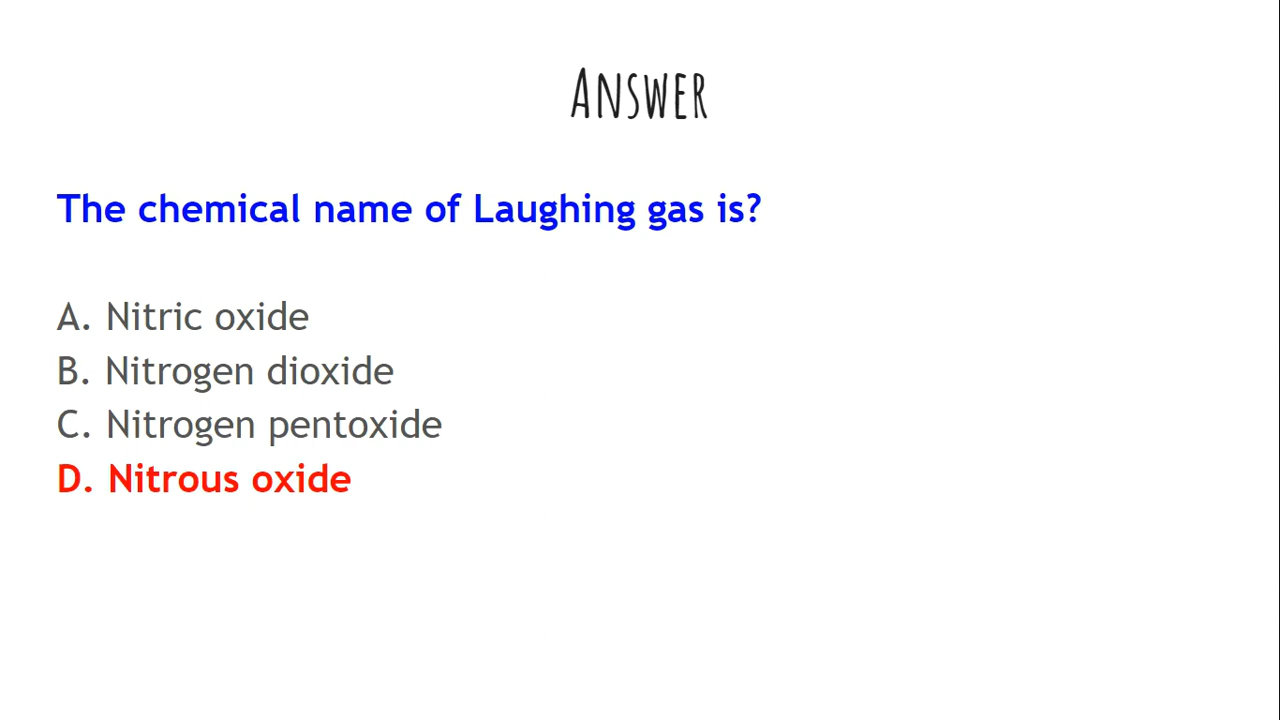 Answer
The chemical name of Laughing gas is?
A. Nitric oxide
B. Nitrogen dioxide
C. Nitrogen pentoxide
D. Nitrous oxide